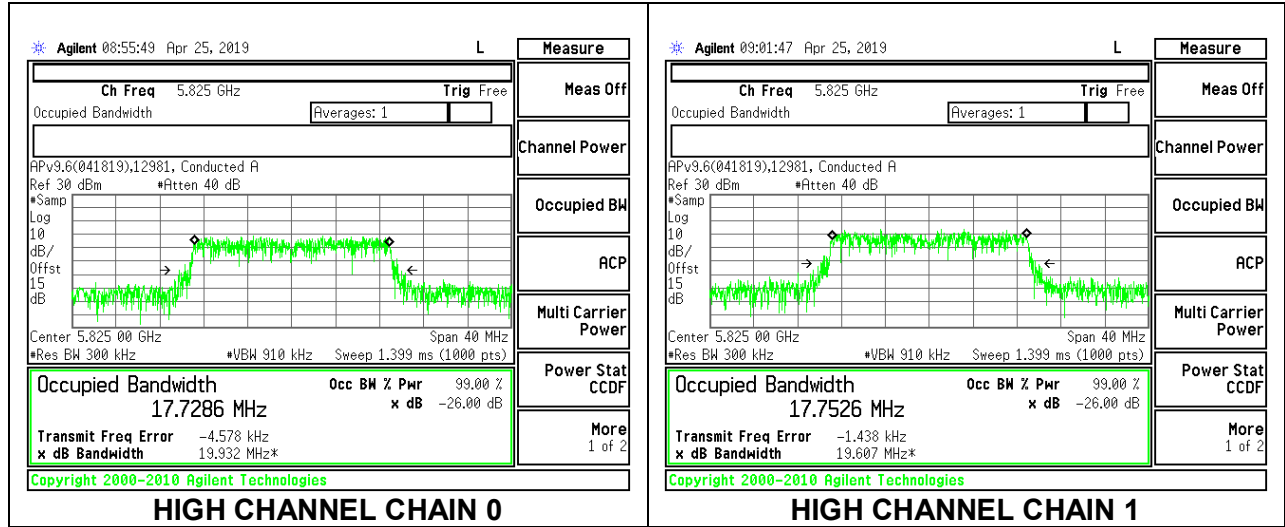 Agilent 08:55:49 Apr 25, 2019 L Measure
Ch Freq 5.825 GHz Trig Free
Occupied Bandwidth Averages: 1
APv9.6(041819),12981, Conducted A
Ref 30 dBm #Atten 40 dB
#Samp
Log
10
dB/
Offst
15
dB
Center 5.825 00 GHz Span 40 MHz
#Res BW 300 kHz #VBW 910 kHz Sweep 1.399 ms (1000 pts)
Occupied Bandwidth Occ BW % Pwr 99.00 %
17.7286 MHz x dB -26.00 dB
Transmit Freq Error -4.578 kHz
x dB Bandwidth 19.932 MHz*
Copyright 2000-2010 Agilent Technologies
Meas Off
Channel Power
Occupied BW
ACP
Multi Carrier
Power
Power Stat
CCDF
More
1 of 2
HIGH CHANNEL CHAIN 0
Agilent 09:01:47 Apr 25, 2019 L Measure
Ch Freq 5.825 GHz Trig Free
Occupied Bandwidth Averages: 1
APv9.6(041819),12981, Conducted A
Ref 30 dBm #Atten 40 dB
#Samp
Log
10
dB/
Offst
15
dB
Center 5.825 00 GHz Span 40 MHz
#Res BW 300 kHz #VBW 910 kHz Sweep 1.399 ms (1000 pts)
Occupied Bandwidth Occ BW % Pwr 99.00 %
17.7526 MHz x dB -26.00 dB
Transmit Freq Error -1.438 kHz
x dB Bandwidth 19.607 MHz*
Copyright 2000-2010 Agilent Technologies
Meas Off
Channel Power
Occupied BW
ACP
Multi Carrier
Power
Power Stat
CCDF
More
1 of 2
HIGH CHANNEL CHAIN 1